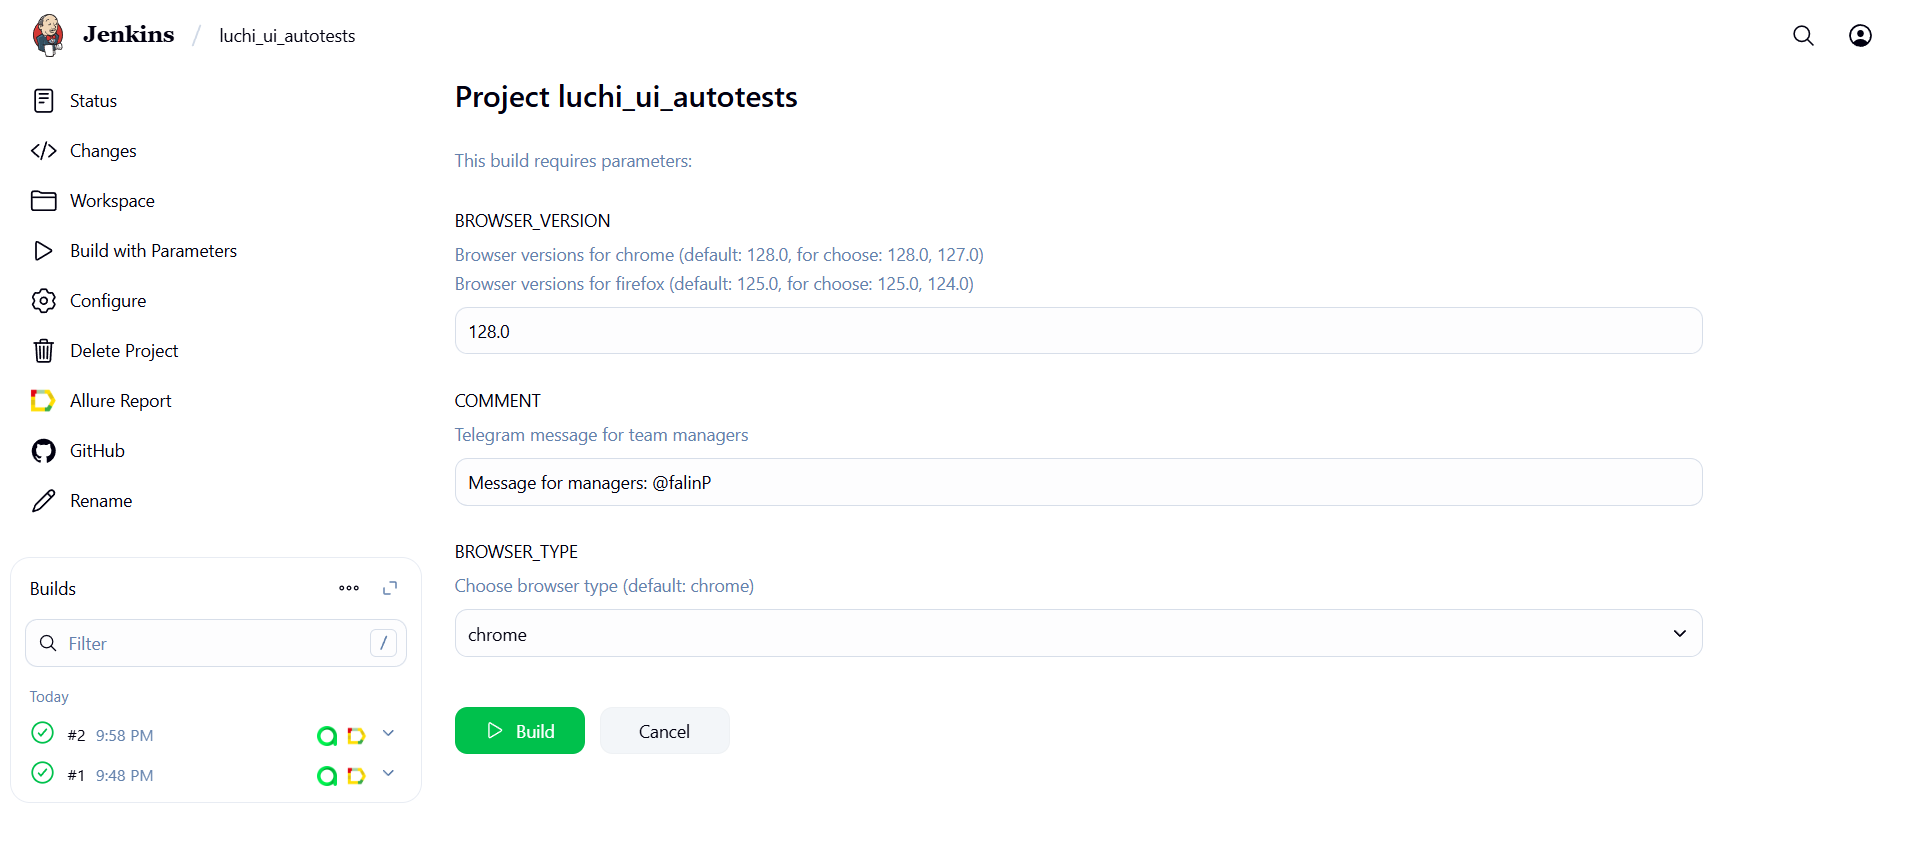 Jenkins / luchi_ui_autotests
Status
Changes
Workspace
Build with Parameters
Configure
Delete Project
Allure Report
GitHub
Rename
Builds
Filter /
Today
#2 9:58 PM
#1 9:48 PM
Project luchi_ui_autotests
This build requires parameters:
BROWSER_VERSION
Browser versions for chrome (default: 128.0, for choose: 128.0, 127.0)
Browser versions for firefox (default: 125.0, for choose: 125.0, 124.0)
128.0
COMMENT
Telegram message for team managers
Message for managers: @falinP
BROWSER_TYPE
Choose browser type (default: chrome)
chrome
Build Cancel